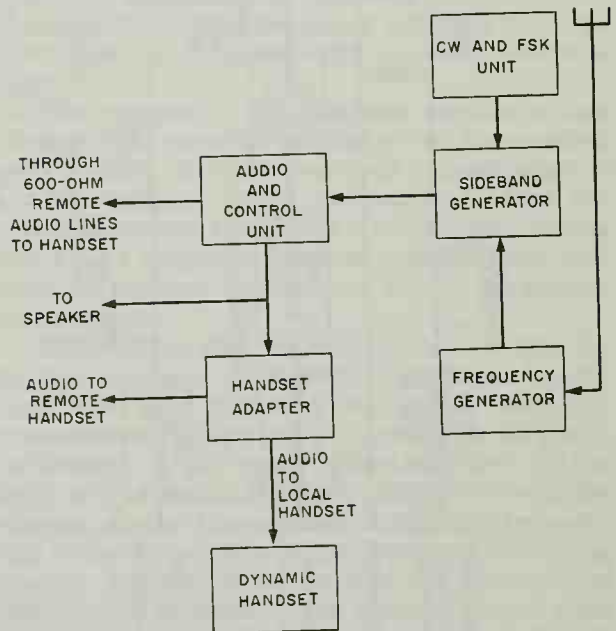 CW AND FSK
UNIT
THROUGH
600-OHM
REMOTE
AUDIO LINES
TO HANDSET
AUDIO
AND
CONTROL
UNIT
SIDEBAND
GENERATOR
TO
SPEAKER
AUDIO TO
REMOTE
HANDSET
HANDSET
ADAPTER
FREQUENCY
GENERATOR
AUDIO
TO
LOCAL
HANDSET
DYNAMIC
HANDSET